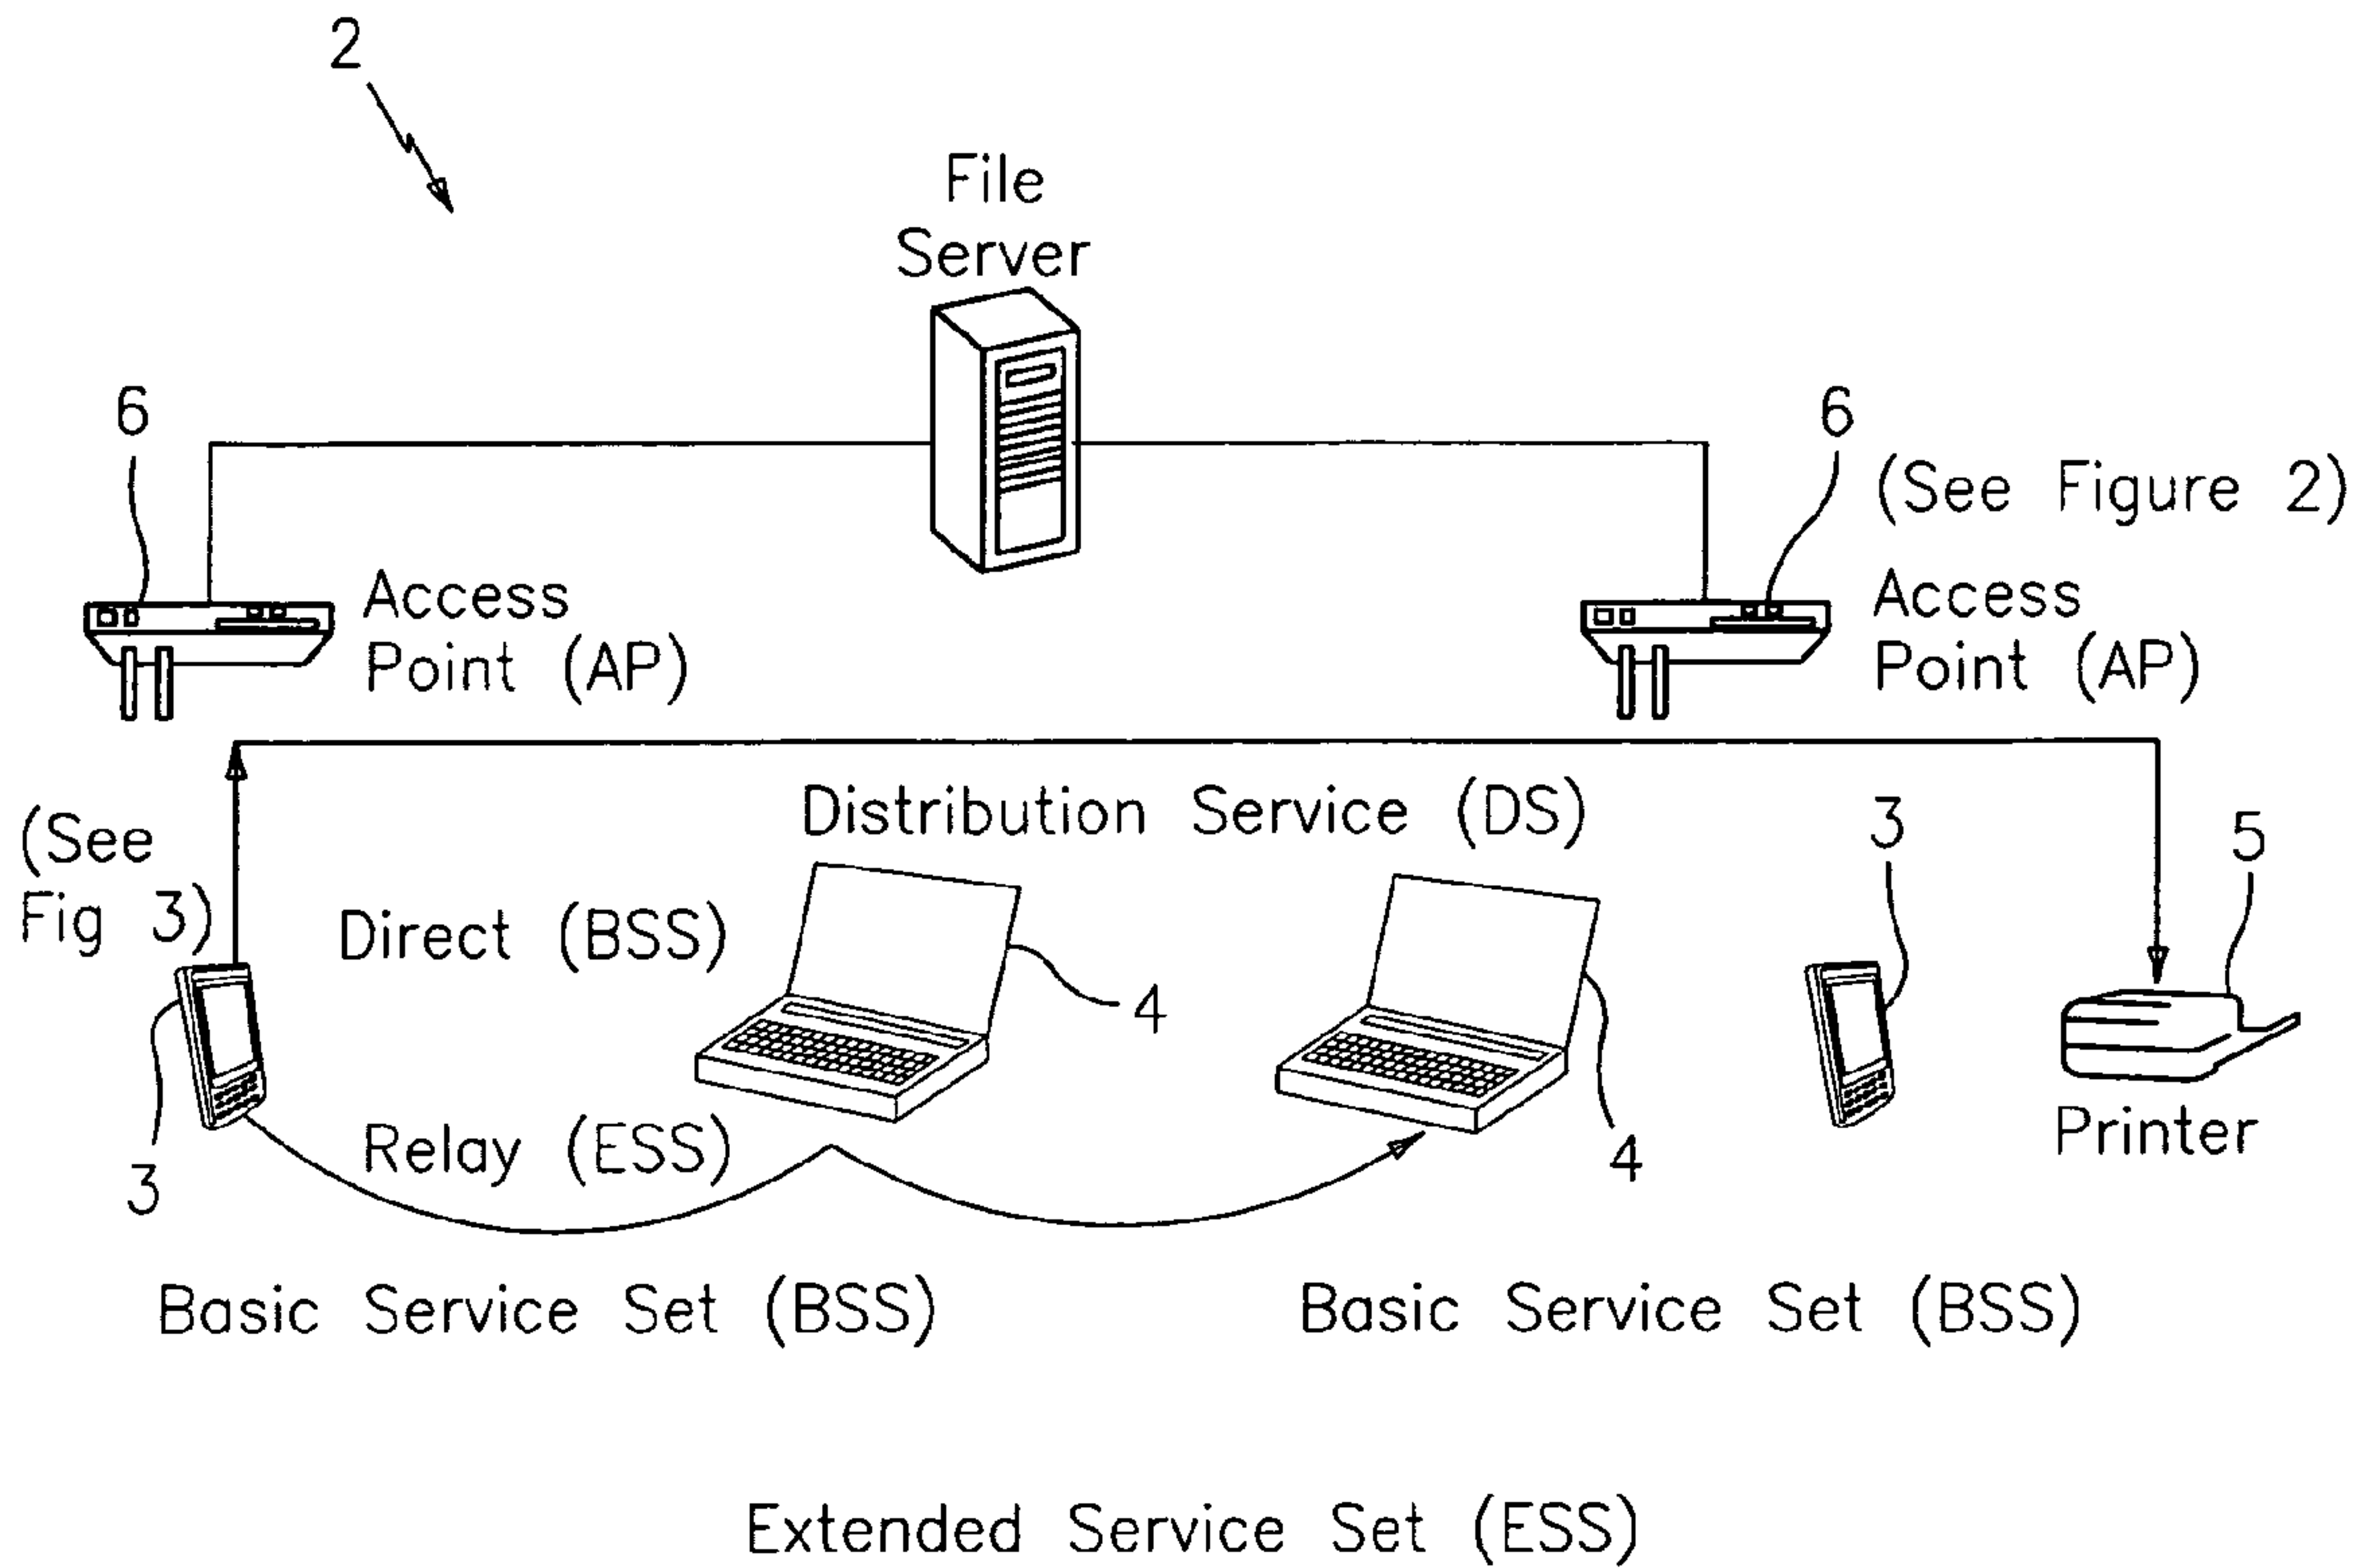 2
File
Server
6
6
(See Figure 2)
Access
Point (AP)
Access
Point (AP)
Distribution Service (DS)
(See
Fig 3)
3
5
Direct (BSS)
4
Relay (ESS)
3
4
Printer
Basic Service Set (BSS)
Basic Service Set (BSS)
Extended Service Set (ESS)